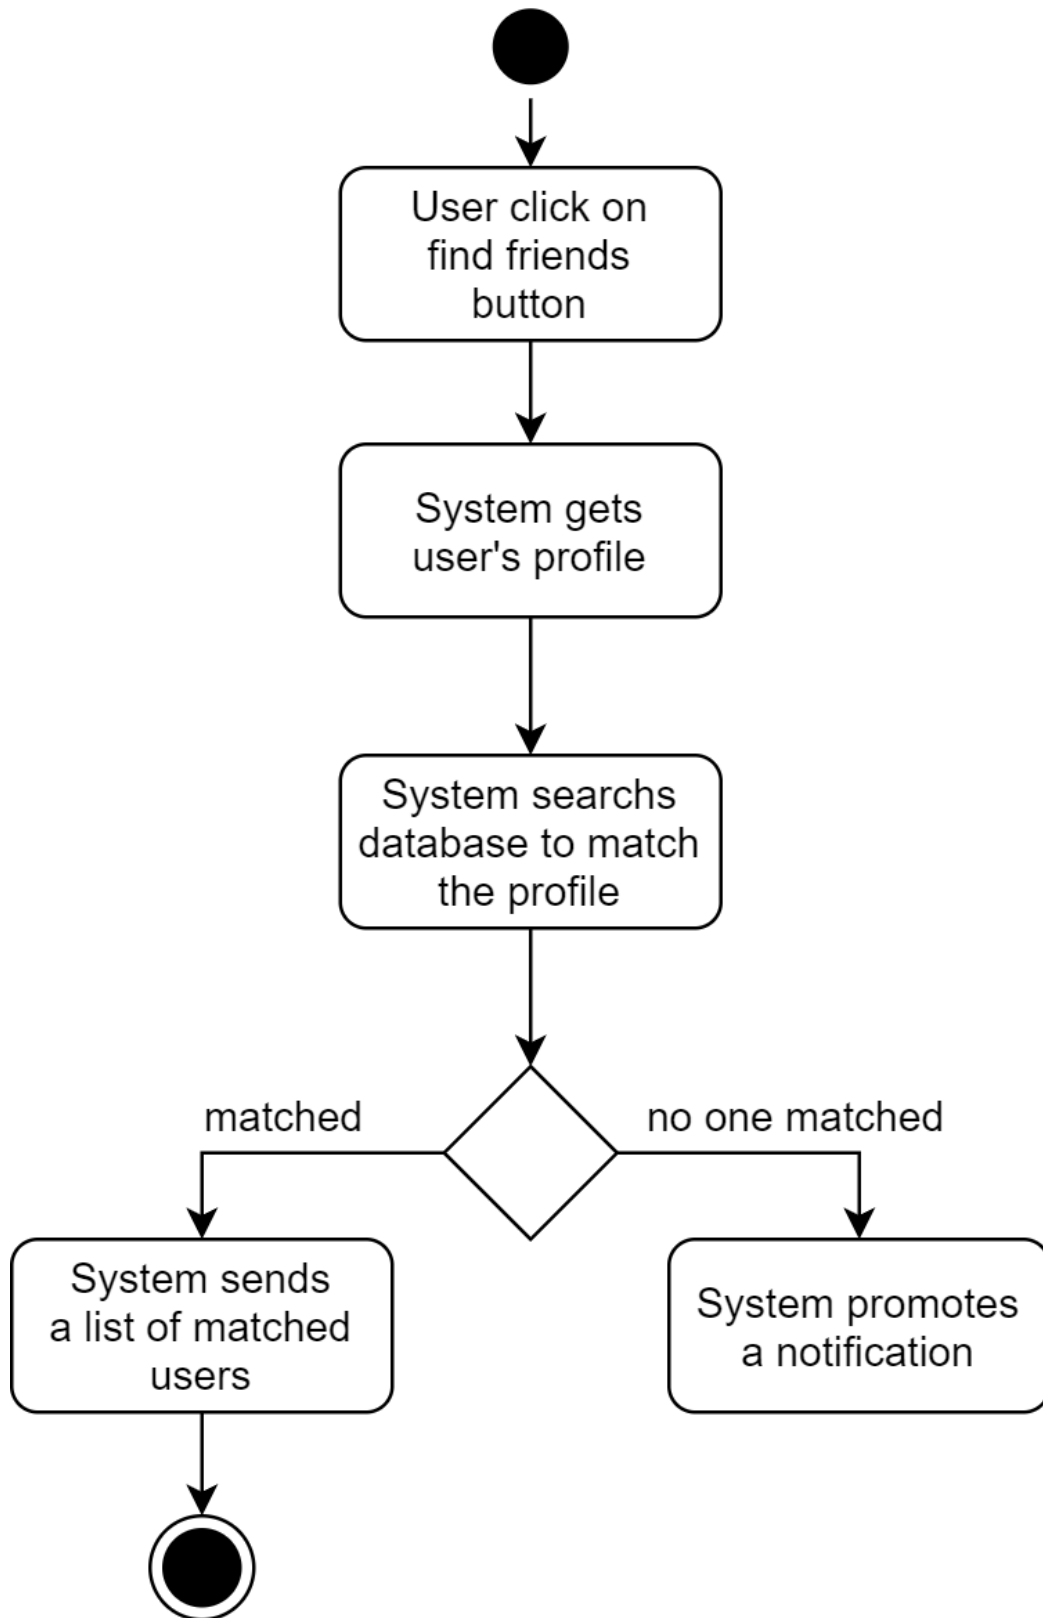 User click on
find friends
button
System gets
user's profile
System searchs
database to match
the profile
matched
no one matched
System sends
a list of matched
users
System promotes
a notification